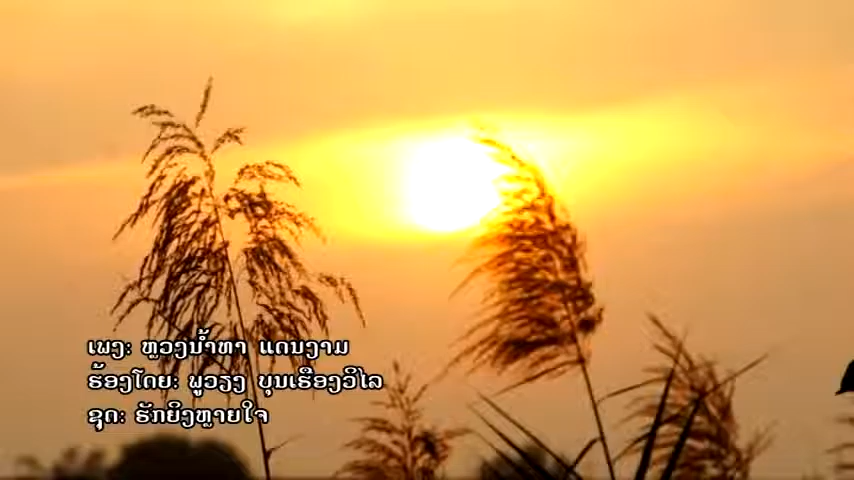 ເພງ: ຫຼວງນ້ຳທາ ແດນງາມ
ຮ້ອງໂດຍ: ພູວຽງ ບຸນເຮືອງວິໄລ
ຊຸດ: ຮັກຍິງຫຼາຍໃຈ